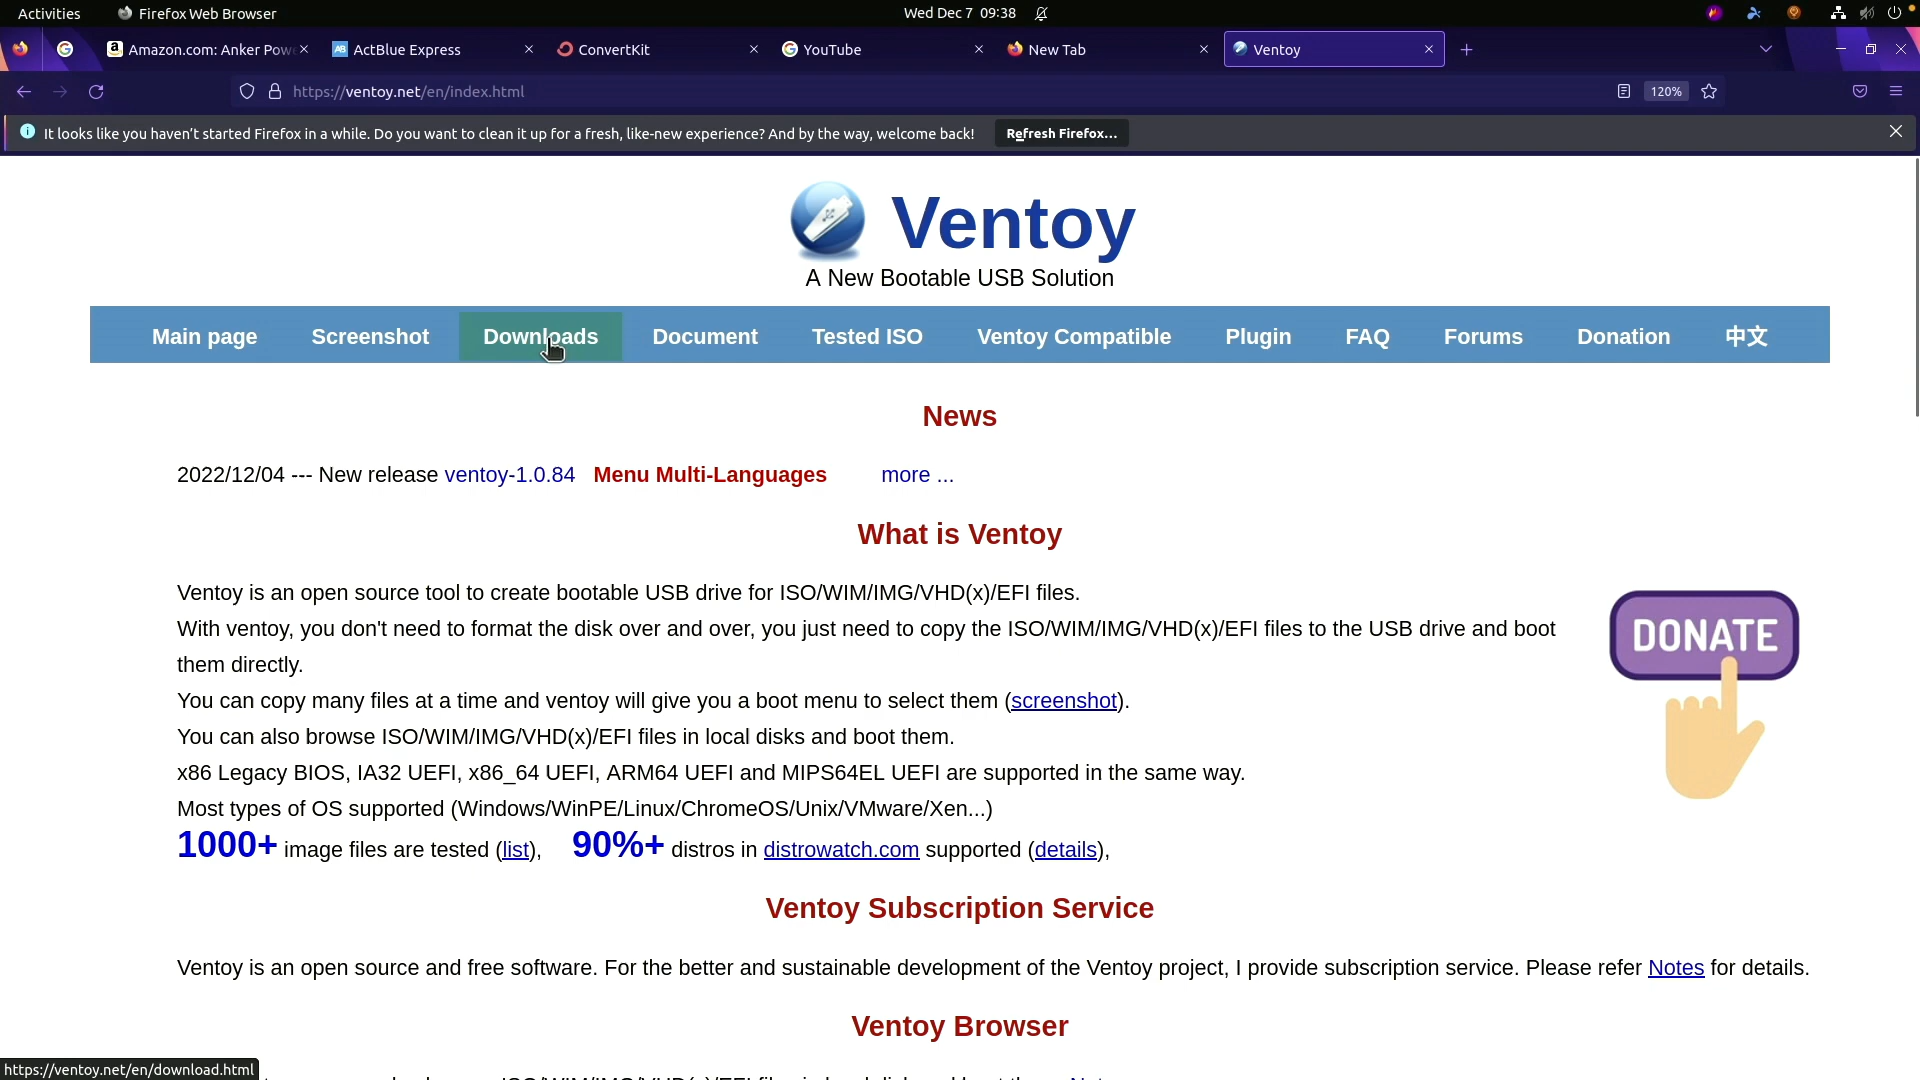 Activities Firefox Web Browser Wed Dec 7 09:38
Amazon.com: Anker Pow ActBlue Express ConvertKit YouTube New Tab Ventoy
https://ventoy.net/en/index.html 120%
It looks like you haven't started Firefox in a while. Do you want to clean it up for a fresh, like-new experience? And by the way, welcome back! Refresh Firefox...
Ventoy
A New Bootable USB Solution
Main page Screenshot Downloads Document Tested ISO Ventoy Compatible Plugin FAQ Forums Donation 中文
News
2022/12/04 --- New release ventoy-1.0.84 Menu Multi-Languages more ...
What is Ventoy
Ventoy is an open source tool to create bootable USB drive for ISO/WIM/IMG/VHD(x)/EFI files.
With ventoy, you don't need to format the disk over and over, you just need to copy the ISO/WIM/IMG/VHD(x)/EFI files to the USB drive and boot
them directly.
You can copy many files at a time and ventoy will give you a boot menu to select them (screenshot).
You can also browse ISO/WIM/IMG/VHD(x)/EFI files in local disks and boot them.
x86 Legacy BIOS, IA32 UEFI, x86_64 UEFI, ARM64 UEFI and MIPS64EL UEFI are supported in the same way.
Most types of OS supported (Windows/WinPE/Linux/ChromeOS/Unix/VMware/Xen...)
1000+ image files are tested (list), 90%+ distros in distrowatch.com supported (details),
DONATE
Ventoy Subscription Service
Ventoy is an open source and free software. For the better and sustainable development of the Ventoy project, I provide subscription service. Please refer Notes for details.
Ventoy Browser
https://ventoy.net/en/download.html